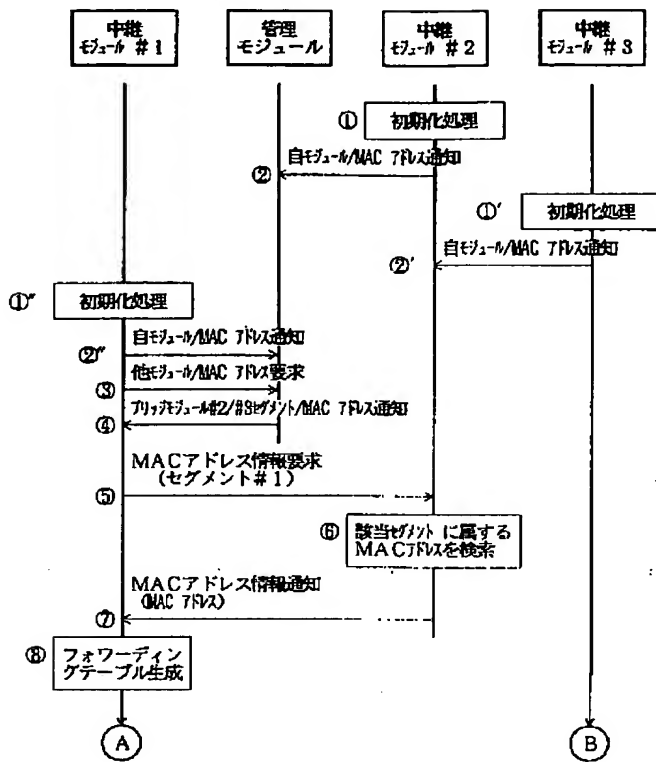 中継
モジュール #1
管理
モジュール
中継
モジュール #2
中継
モジュール #3
① 初期化処理
自モジュール/MAC アドレス通知
②
①′ 初期化処理
自モジュール/MAC アドレス通知
②′
①″ 初期化処理
自モジュール/MAC アドレス通知
②″
他モジュール/MAC アドレス要求
③
ブリッジモジュール#2/#3セグメント/MAC アドレス通知
④
MACアドレス情報要求
(セグメント#1)
⑤
⑥ 該当セグメント に属する
MACアドレスを検索
MACアドレス情報通知
(MAC アドレス)
⑦
⑧ フォワーディン
グテーブル生成
A
B